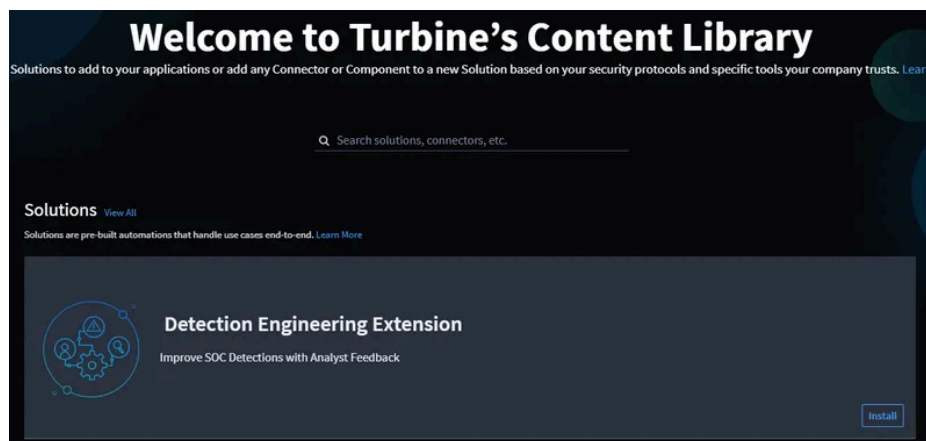 Welcome to Turbine’s Content Library
Solutions to add to your applications or add any Connector or Component to a new Solution based on your security protocols and specific tools your company trusts. Lear
Search solutions, connectors, etc.
Solutions View All
Solutions are pre-built automations that handle use cases end-to-end. Learn More
Detection Engineering Extension
Improve SOC Detections with Analyst Feedback
Install